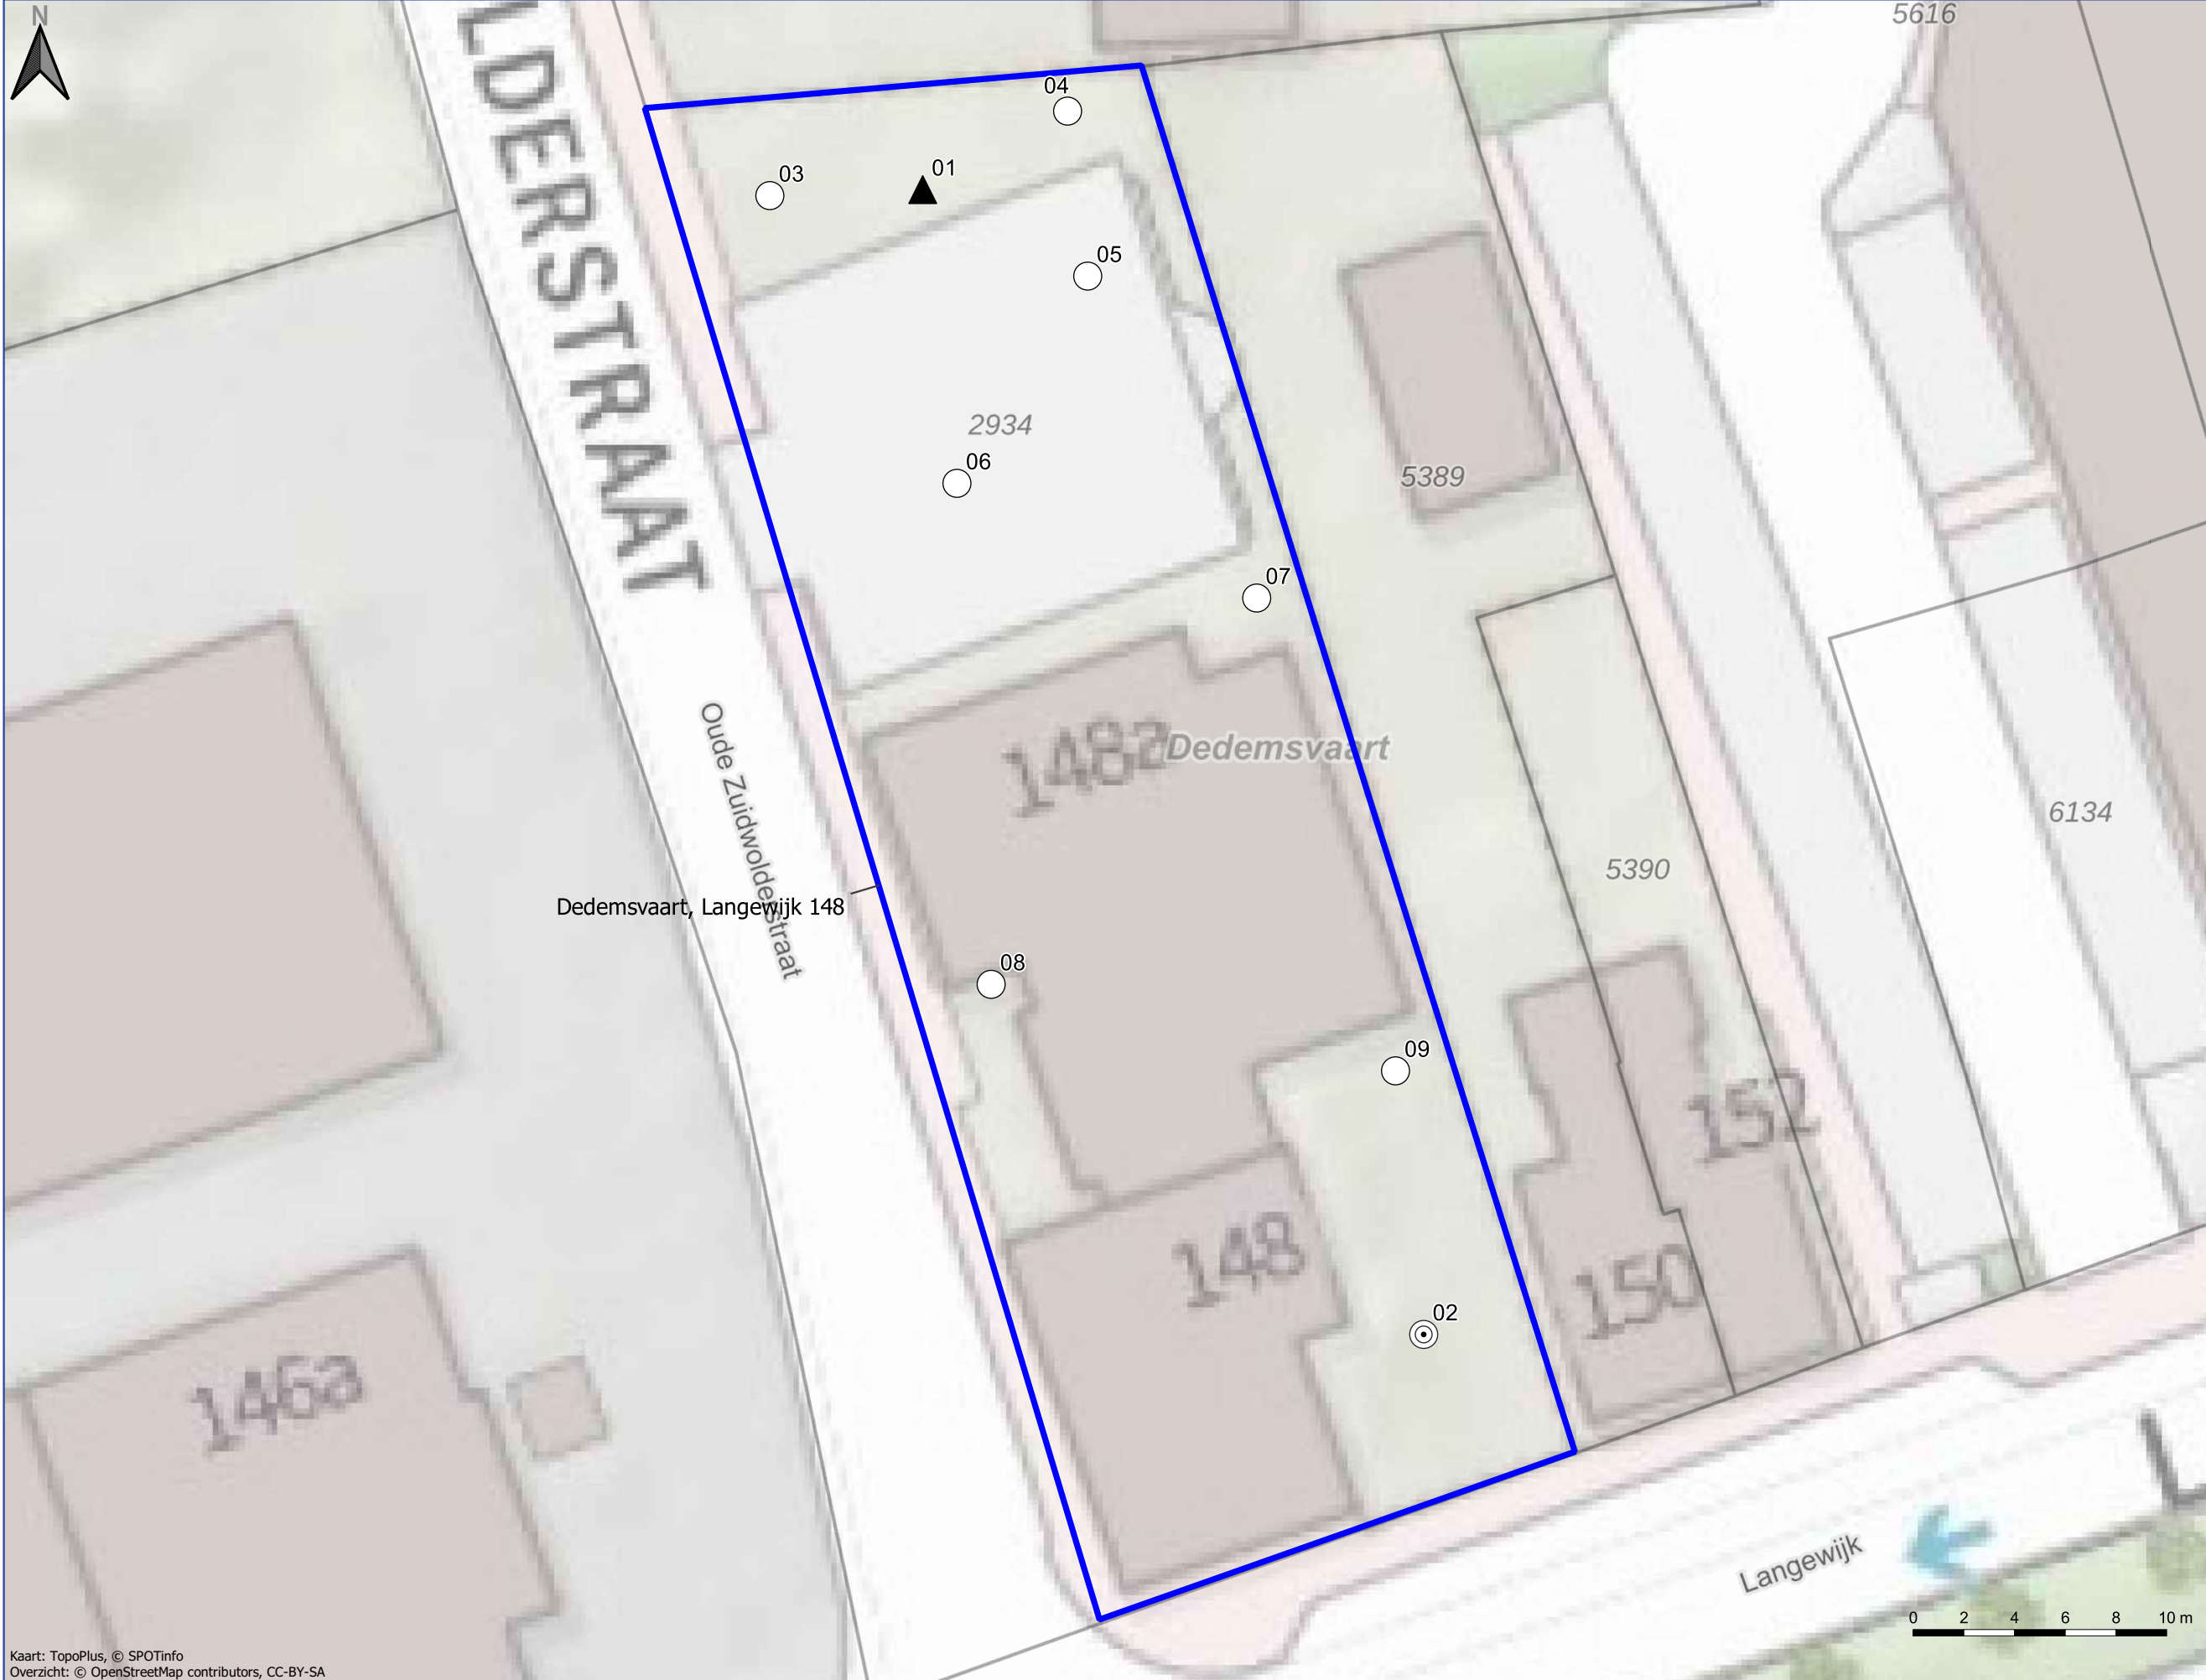 N
LDERSTRAAT
5616
04
03
01
05
2934
06
5389
07
148a
Dedemsvaart
Oude Zuidwolderstraat
6134
5390
Dedemsvaart, Langewijk 148
08
09
152
148
150
02
146a
Langewijk
L
0 2 4 6 8 10 m
Kaart: TopoPlus, © SPOTinfo
Overzicht: © OpenStreetMap contributors, CC-BY-SA